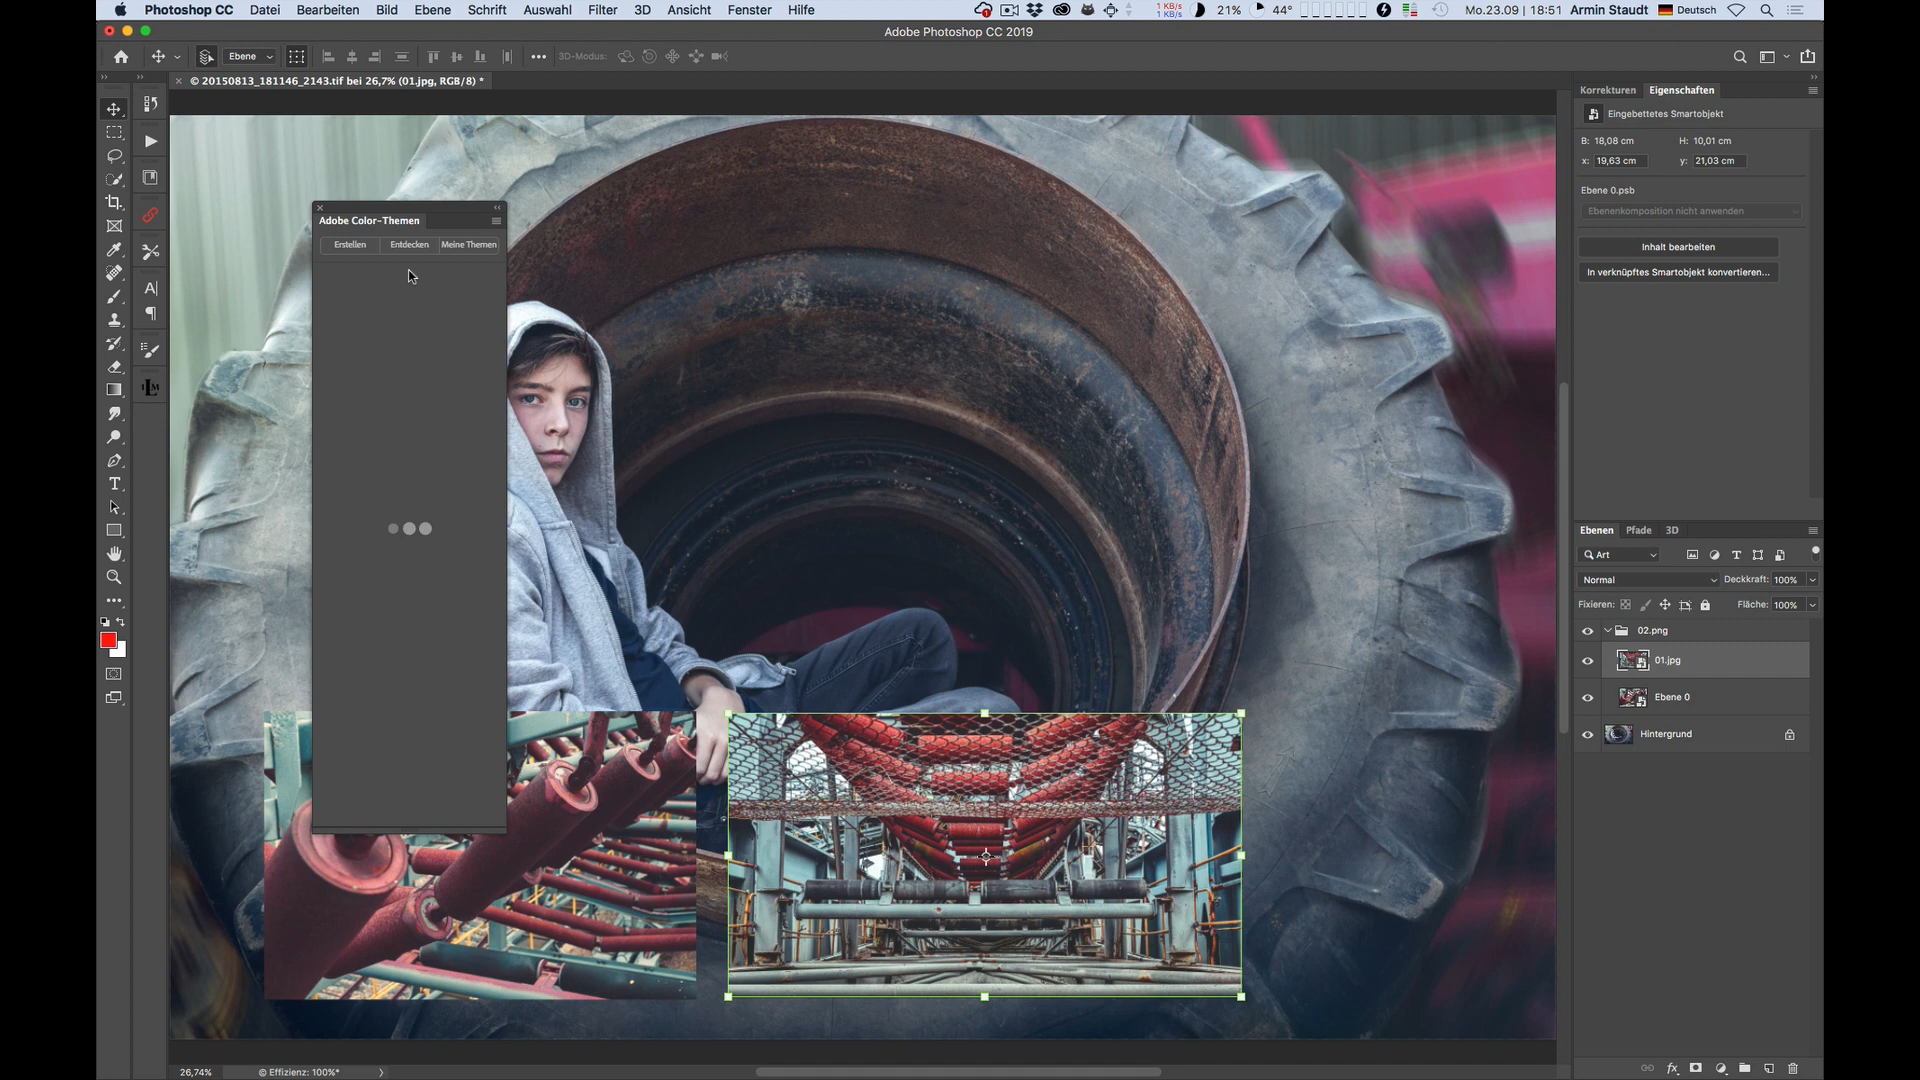 Photoshop CC Datei Bearbeiten Bild Ebene Schrift Auswahl Filter 3D Ansicht Fenster Hilfe 1 KB/s 1 KB/s 21% 44° Mo.23.09 | 18:51 Armin Staudt Deutsch
Adobe Photoshop CC 2019
Ebene 3D-Modus:
© 20150813_181146_2143.tif bei 26,7% (01.jpg, RGB/8) *
Korrekturen Eigenschaften
Eingebettetes Smartobjekt
B: 18,08 cm H: 10,01 cm
x: 19,63 cm y: 21,03 cm
Ebene 0.psb
Ebenenkomposition nicht anwenden
Inhalt bearbeiten
In verknüpftes Smartobjekt konvertieren...
Adobe Color-Themen
Erstellen Entdecken Meine Themen
Ebenen Pfade 3D
Art
Normal Deckkraft: 100%
Fixieren: Fläche: 100%
02.png
01.jpg
Ebene 0
Hintergrund
26,74% © Effizienz: 100%*